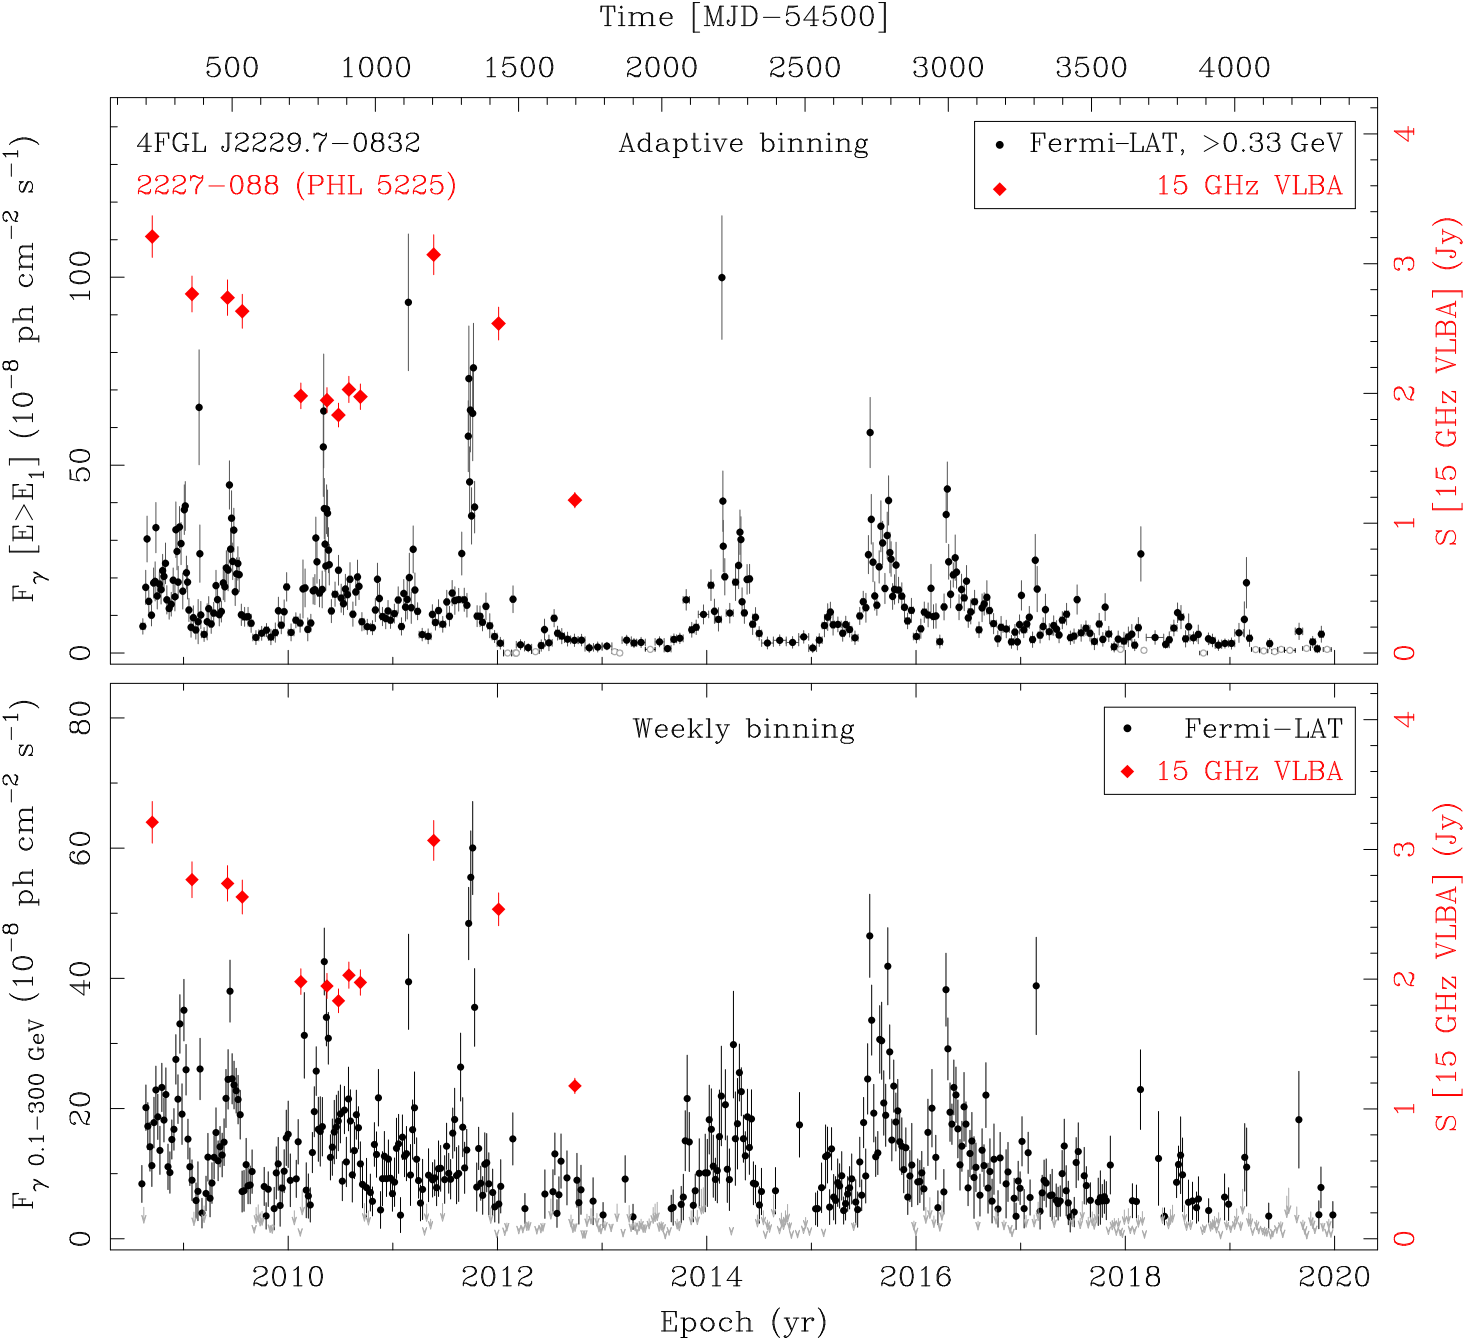 Time [MJD−54500]
500 1000 1500 2000 2500 3000 3500 4000
4FGL J2229.7−0832
2227−088 (PHL 5225)
Adaptive binning
Fermi−LAT, >0.33 GeV
15 GHz VLBA
F γ [E>E1] (10−8 ph cm−2 s−1)
0 50 100
S [15 GHz VLBA] (Jy)
0 1 2 3 4
Weekly binning
Fermi−LAT
15 GHz VLBA
F γ 0.1−300 GeV (10−8 ph cm−2 s−1)
0 20 40 60 80
S [15 GHz VLBA] (Jy)
0 1 2 3 4
2010 2012 2014 2016 2018 2020
Epoch (yr)